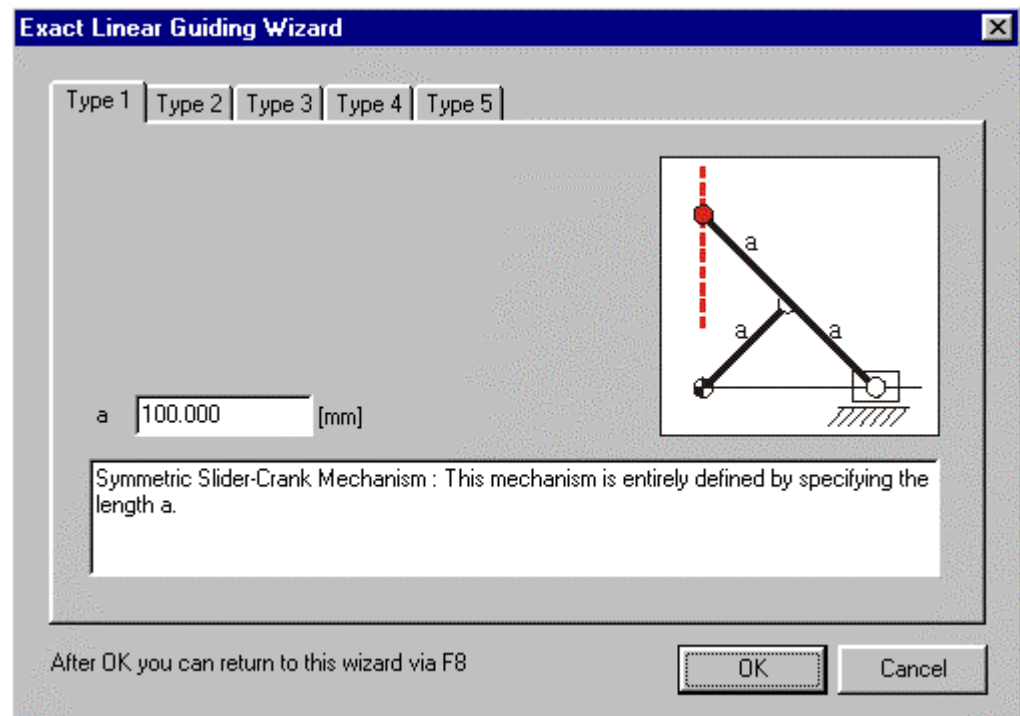 Exact Linear Guiding Wizard
Type 1 Type 2 Type 3 Type 4 Type 5
a
a
a
a 100.000 [mm]
Symmetric Slider-Crank Mechanism : This mechanism is entirely defined by specifying the
length a.
After OK you can return to this wizard via F8
OK Cancel